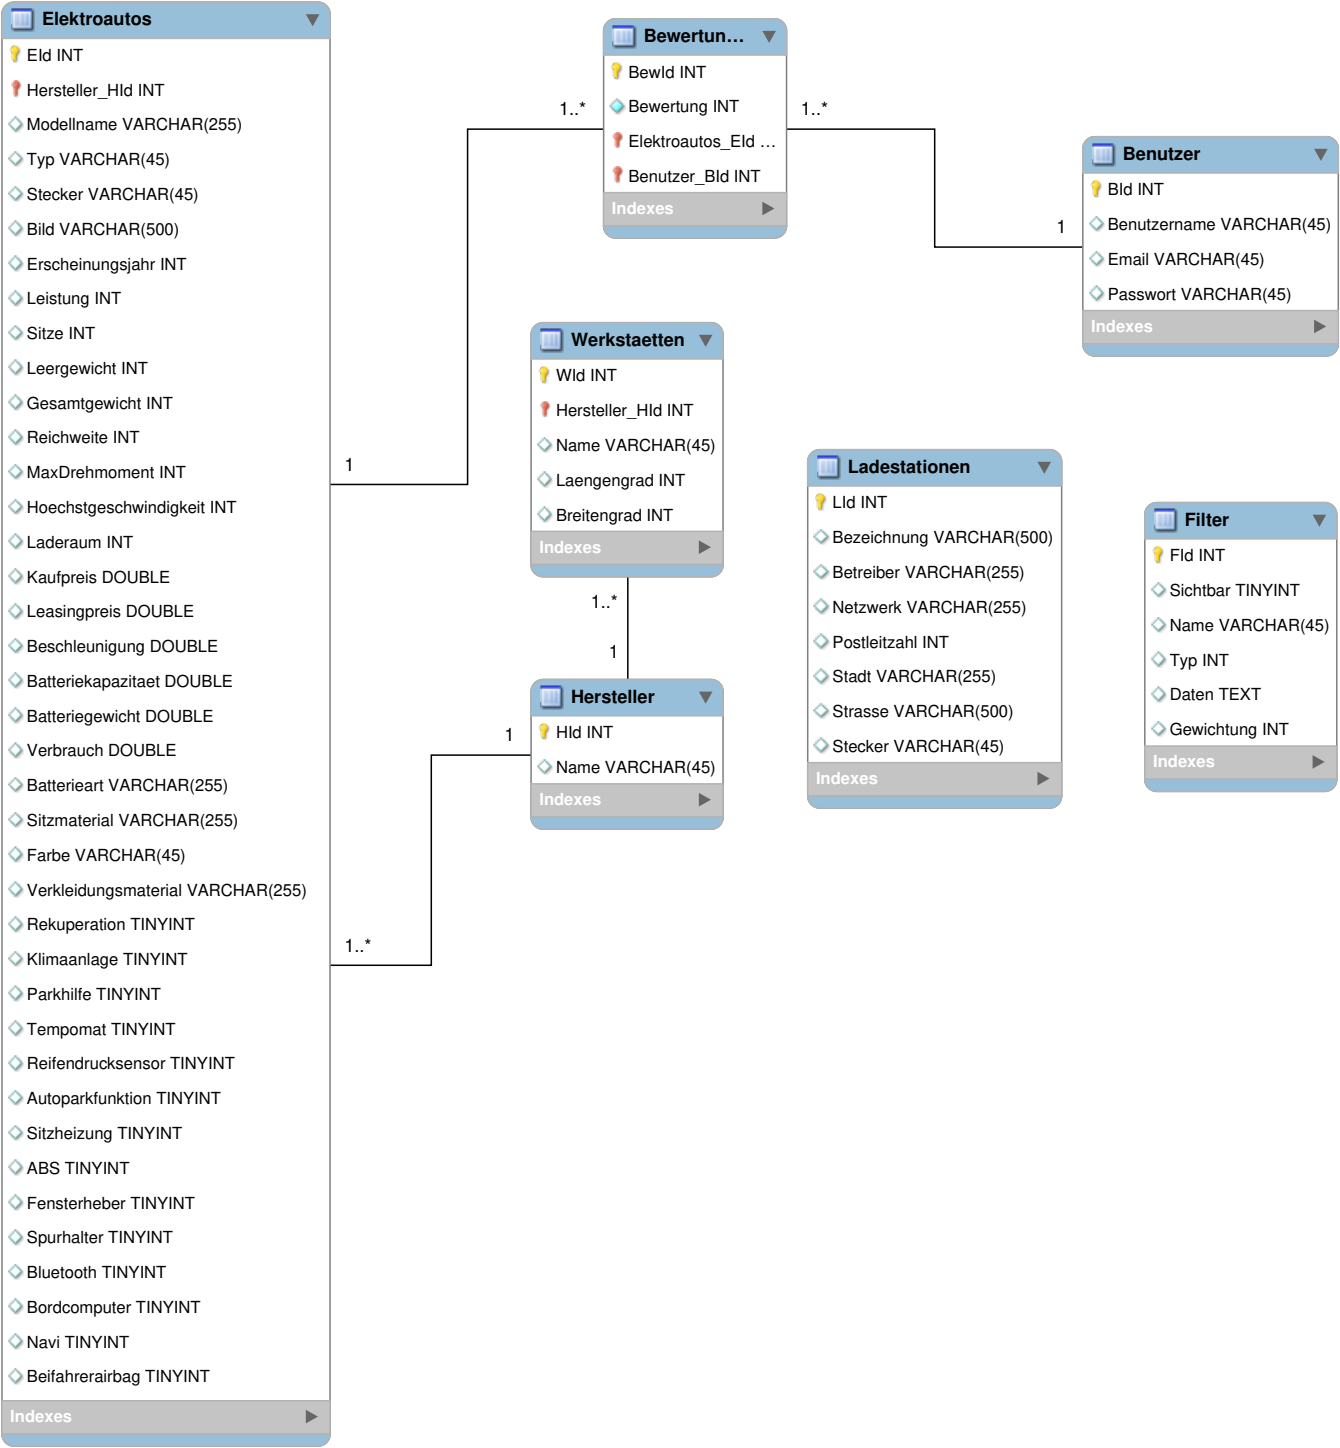 Elektroautos
EId INT
Hersteller_HId INT
Modellname VARCHAR(255)
Typ VARCHAR(45)
Stecker VARCHAR(45)
Bild VARCHAR(500)
Erscheinungsjahr INT
Leistung INT
Sitze INT
Leergewicht INT
Gesamtgewicht INT
Reichweite INT
MaxDrehmoment INT
Hoechstgeschwindigkeit INT
Laderaum INT
Kaufpreis DOUBLE
Leasingpreis DOUBLE
Beschleunigung DOUBLE
Batteriekapazitaet DOUBLE
Batteriegewicht DOUBLE
Verbrauch DOUBLE
Batterieart VARCHAR(255)
Sitzmaterial VARCHAR(255)
Farbe VARCHAR(45)
Verkleidungsmaterial VARCHAR(255)
Rekuperation TINYINT
Klimaanlage TINYINT
Parkhilfe TINYINT
Tempomat TINYINT
Reifendrucksensor TINYINT
Autoparkfunktion TINYINT
Sitzheizung TINYINT
ABS TINYINT
Fensterheber TINYINT
Spurhalter TINYINT
Bluetooth TINYINT
Bordcomputer TINYINT
Navi TINYINT
Beifahrerairbag TINYINT
Indexes
1
1..*
1..*
1..*
Bewertun...
BewId INT
Bewertung INT
Elektroautos_EId ...
Benutzer_BId INT
Indexes
1
Benutzer
BId INT
Benutzername VARCHAR(45)
Email VARCHAR(45)
Passwort VARCHAR(45)
Indexes
Werkstaetten
WId INT
Hersteller_HId INT
Name VARCHAR(45)
Laengengrad INT
Breitengrad INT
Indexes
1..*
1
1
Hersteller
HId INT
Name VARCHAR(45)
Indexes
Ladestationen
LId INT
Bezeichnung VARCHAR(500)
Betreiber VARCHAR(255)
Netzwerk VARCHAR(255)
Postleitzahl INT
Stadt VARCHAR(255)
Strasse VARCHAR(500)
Stecker VARCHAR(45)
Indexes
Filter
FId INT
Sichtbar TINYINT
Name VARCHAR(45)
Typ INT
Daten TEXT
Gewichtung INT
Indexes